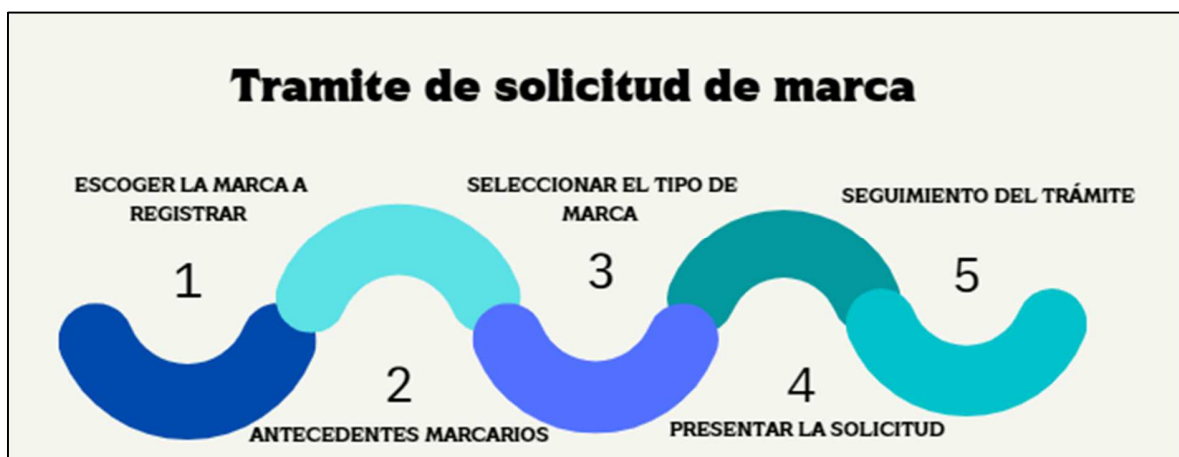 Tramite de solicitud de marca
ESCOGER LA MARCA A
REGISTRAR
1
2
ANTECEDENTES MARCARIOS
SELECCIONAR EL TIPO DE
MARCA
3
4
PRESENTAR LA SOLICITUD
SEGUIMIENTO DEL TRÁMITE
5